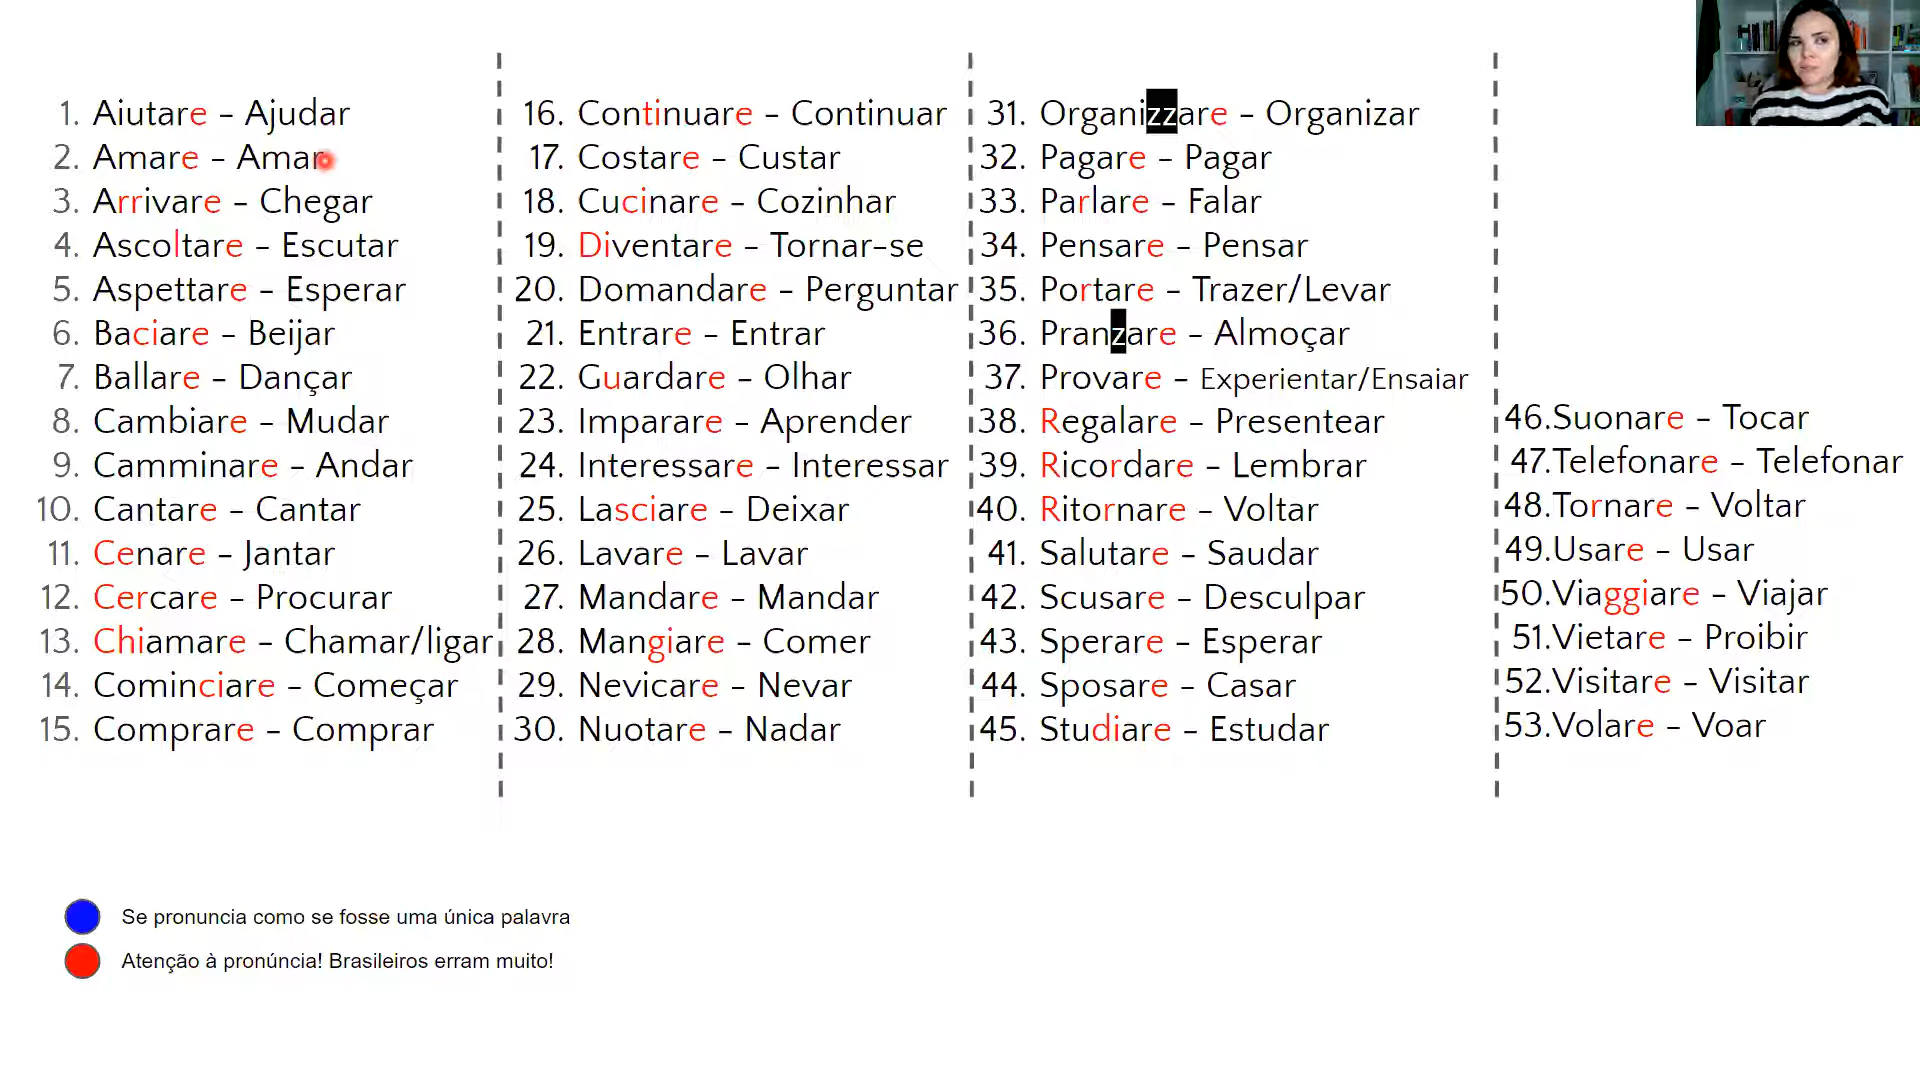 1. Aiutare – Ajudar
2. Amare – Amar
3. Arrivare – Chegar
4. Ascoltare – Escutar
5. Aspettare – Esperar
6. Baciare – Beijar
7. Ballare – Dançar
8. Cambiare – Mudar
9. Camminare – Andar
10. Cantare – Cantar
11. Cenare – Jantar
12. Cercare – Procurar
13. Chiamare – Chamar/ligar
14. Cominciare – Começar
15. Comprare – Comprar
16. Continuare – Continuar
17. Costare – Custar
18. Cucinare – Cozinhar
19. Diventare – Tornar-se
20. Domandare – Perguntar
21. Entrare – Entrar
22. Guardare – Olhar
23. Imparare – Aprender
24. Interessare – Interessar
25. Lasciare – Deixar
26. Lavare – Lavar
27. Mandare – Mandar
28. Mangiare – Comer
29. Nevicare – Nevar
30. Nuotare – Nadar
31. Organizzare – Organizar
32. Pagare – Pagar
33. Parlare – Falar
34. Pensare – Pensar
35. Portare – Trazer/Levar
36. Pranzare – Almoçar
37. Provare – Experientar/Ensaiar
38. Regalare – Presentear
39. Ricordare – Lembrar
40. Ritornare – Voltar
41. Salutare – Saudar
42. Scusare – Desculpar
43. Sperare – Esperar
44. Sposare – Casar
45. Studiare – Estudar
46.Suonare – Tocar
47.Telefonare – Telefonar
48.Tornare – Voltar
49.Usare – Usar
50.Viaggiare – Viajar
51.Vietare – Proibir
52.Visitare – Visitar
53.Volare – Voar
Se pronuncia como se fosse uma única palavra
Atenção à pronúncia! Brasileiros erram muito!